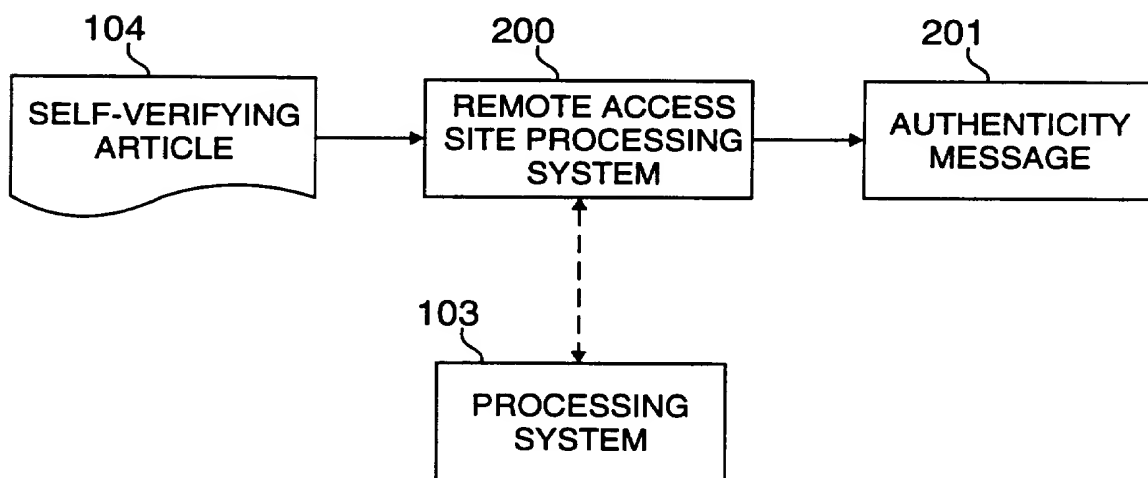 104
SELF-VERIFYING
ARTICLE
200
REMOTE ACCESS
SITE PROCESSING
SYSTEM
201
AUTHENTICITY
MESSAGE
103
PROCESSING
SYSTEM